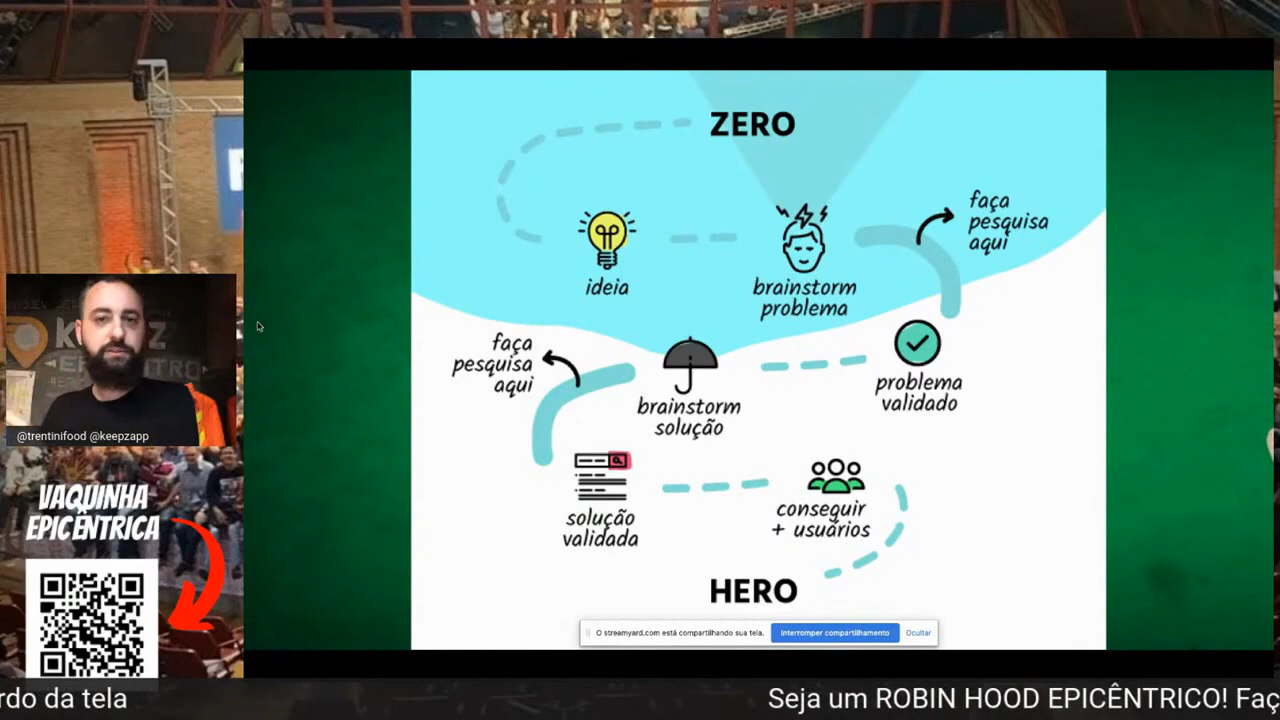 ZERO
ideia
brainstorm
problema
faça
pesquisa
aqui
faça
pesquisa
aqui
brainstorm
solução
problema
validado
solução
validada
conseguir
+ usuários
HERO
O streamyard.com está compartilhando sua tela.
Interromper compartilhamento
Ocultar
@trentinifood @keepzapp
VAQUINHA
EPICÊNTRICA
rdo da tela
Seja um ROBIN HOOD EPICÊNTRICO! Faç